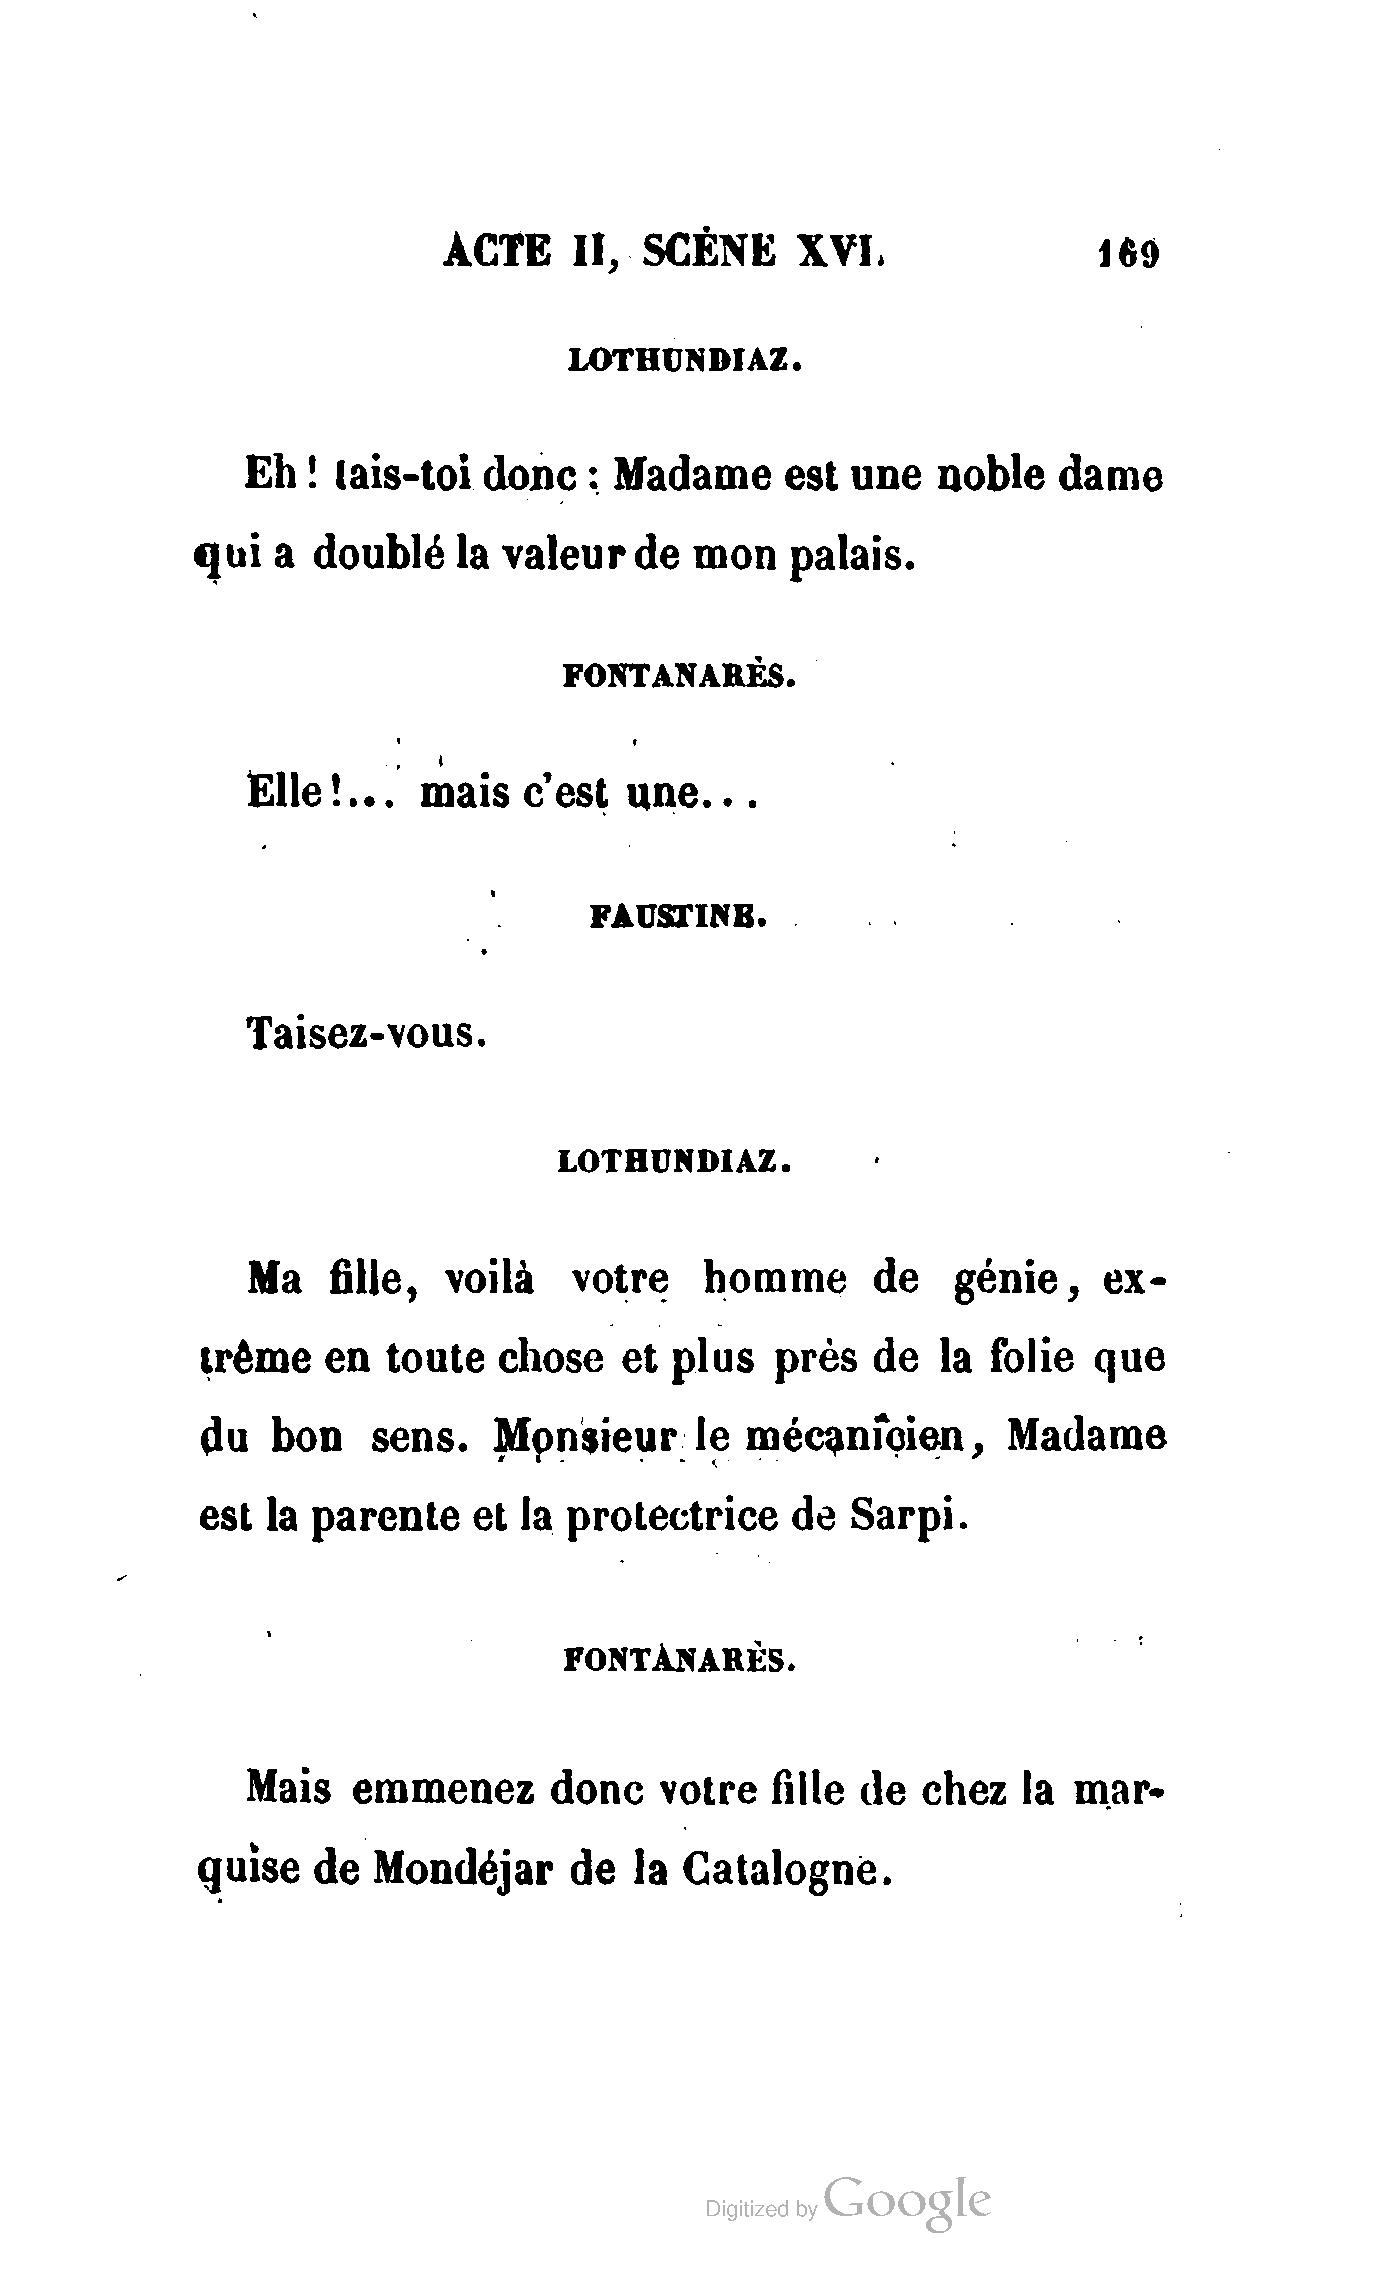 ACTE II, SCÈNE XVI. 169
LOTHUNDIAZ.
Eh ! tais-toi donc : Madame est une noble dame
qui a doublé la valeur de mon palais.
FONTANARÈS.
Elle !... mais c'est une...
FAUSTINE.
Taisez-vous.
LOTHUNDIAZ.
Ma fille, voilà votre homme de génie, ex-
trême en toute chose et plus près de la folie que
du bon sens. Monsieur le mécanicien, Madame
est la parente et la protectrice de Sarpi.
FONTANARÈS.
Mais emmenez donc votre fille de chez la mar-
quise de Mondéjar de la Catalogne.
Digitized by Google